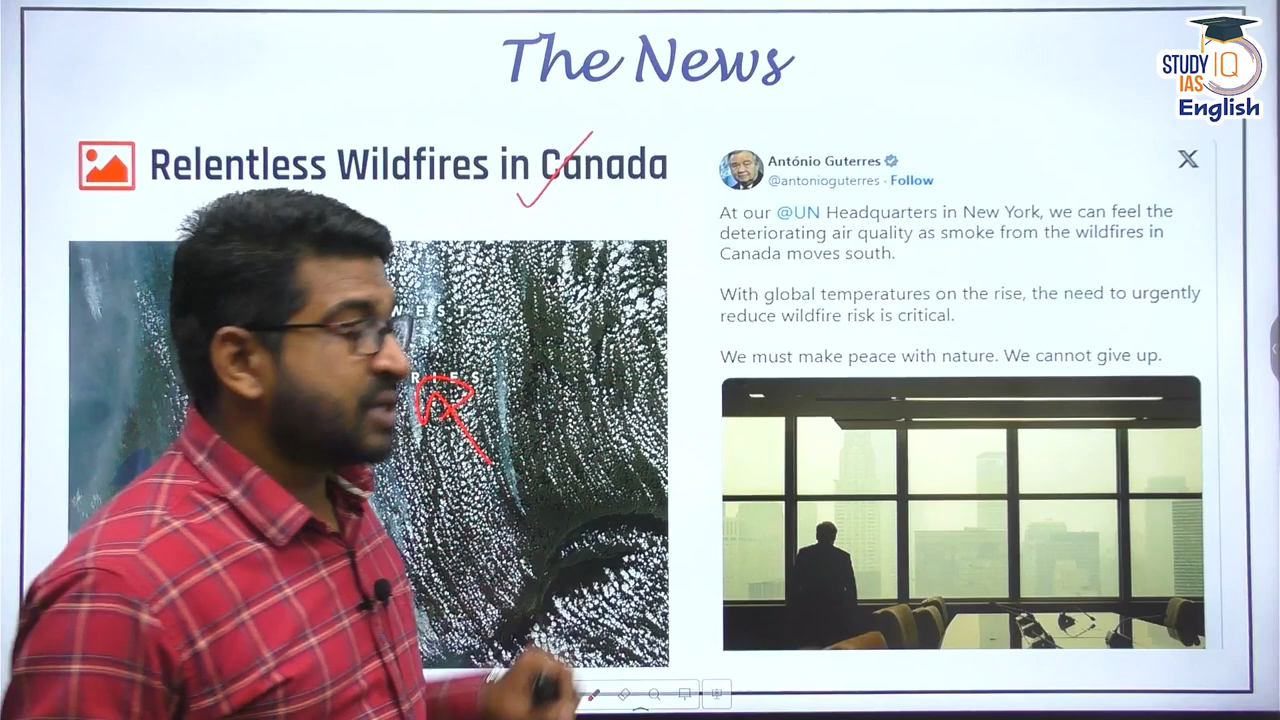 The News
STUDY IQ
IAS
English
Relentless Wildfires in Canada
António Guterres
@antonioguterres · Follow
At our @UN Headquarters in New York, we can feel the
deteriorating air quality as smoke from the wildfires in
Canada moves south.
With global temperatures on the rise, the need to urgently
reduce wildfire risk is critical.
We must make peace with nature. We cannot give up.
WEST